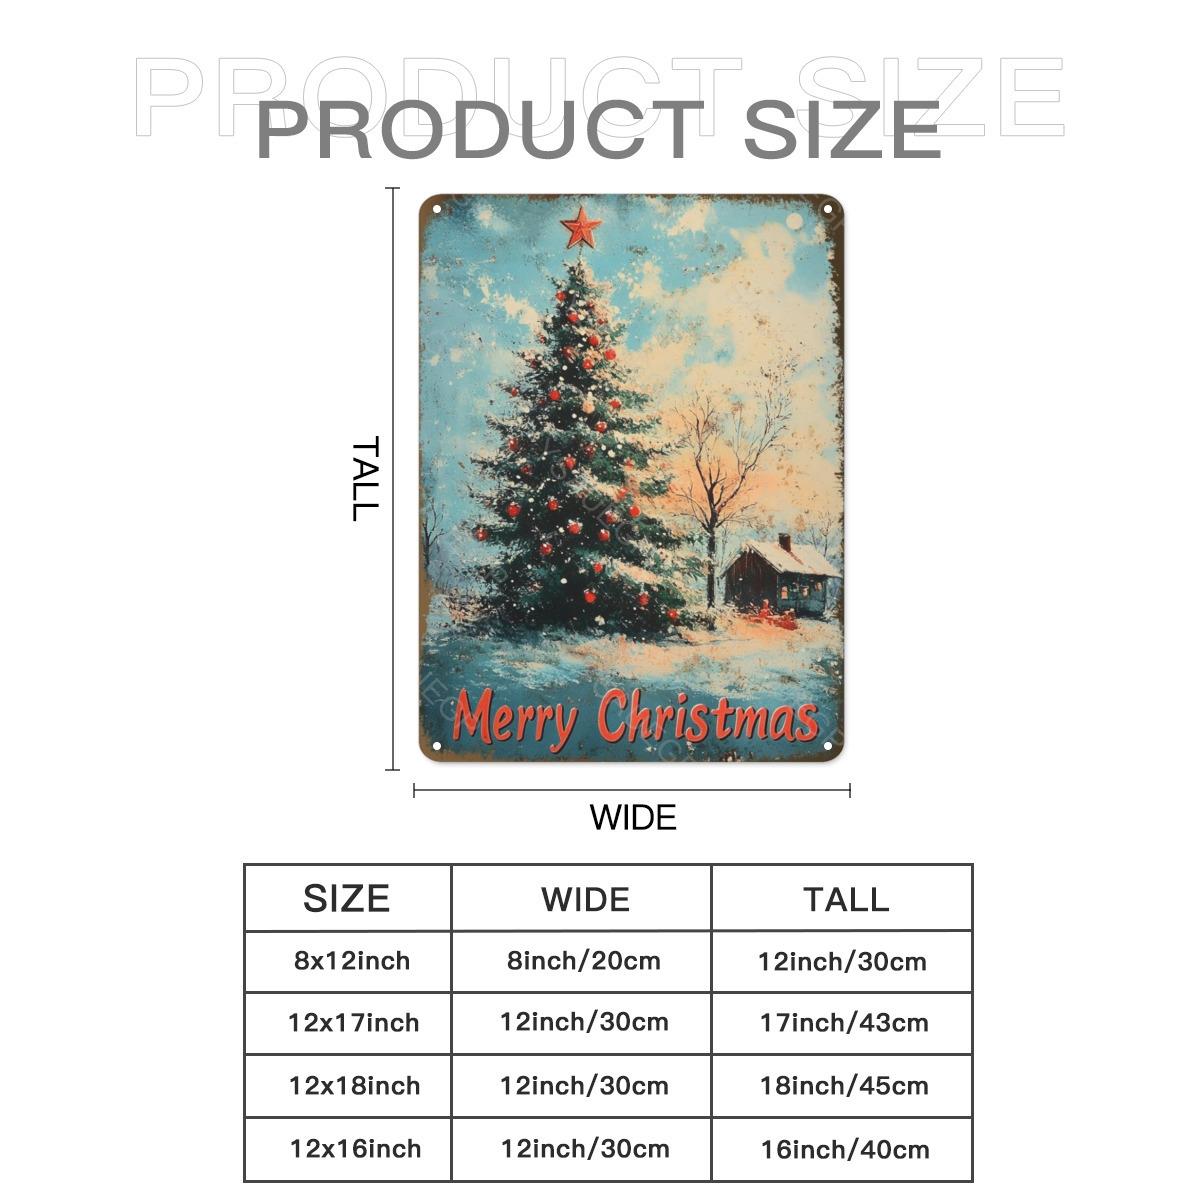 PRODUCT SIZE
PRODUCT SIZE
TALL
Merry Christmas
WIDE
SIZE WIDE TALL
8x12inch 8inch/20cm 12inch/30cm
12x17inch 12inch/30cm 17inch/43cm
12x18inch 12inch/30cm 18inch/45cm
12x16inch 12inch/30cm 16inch/40cm